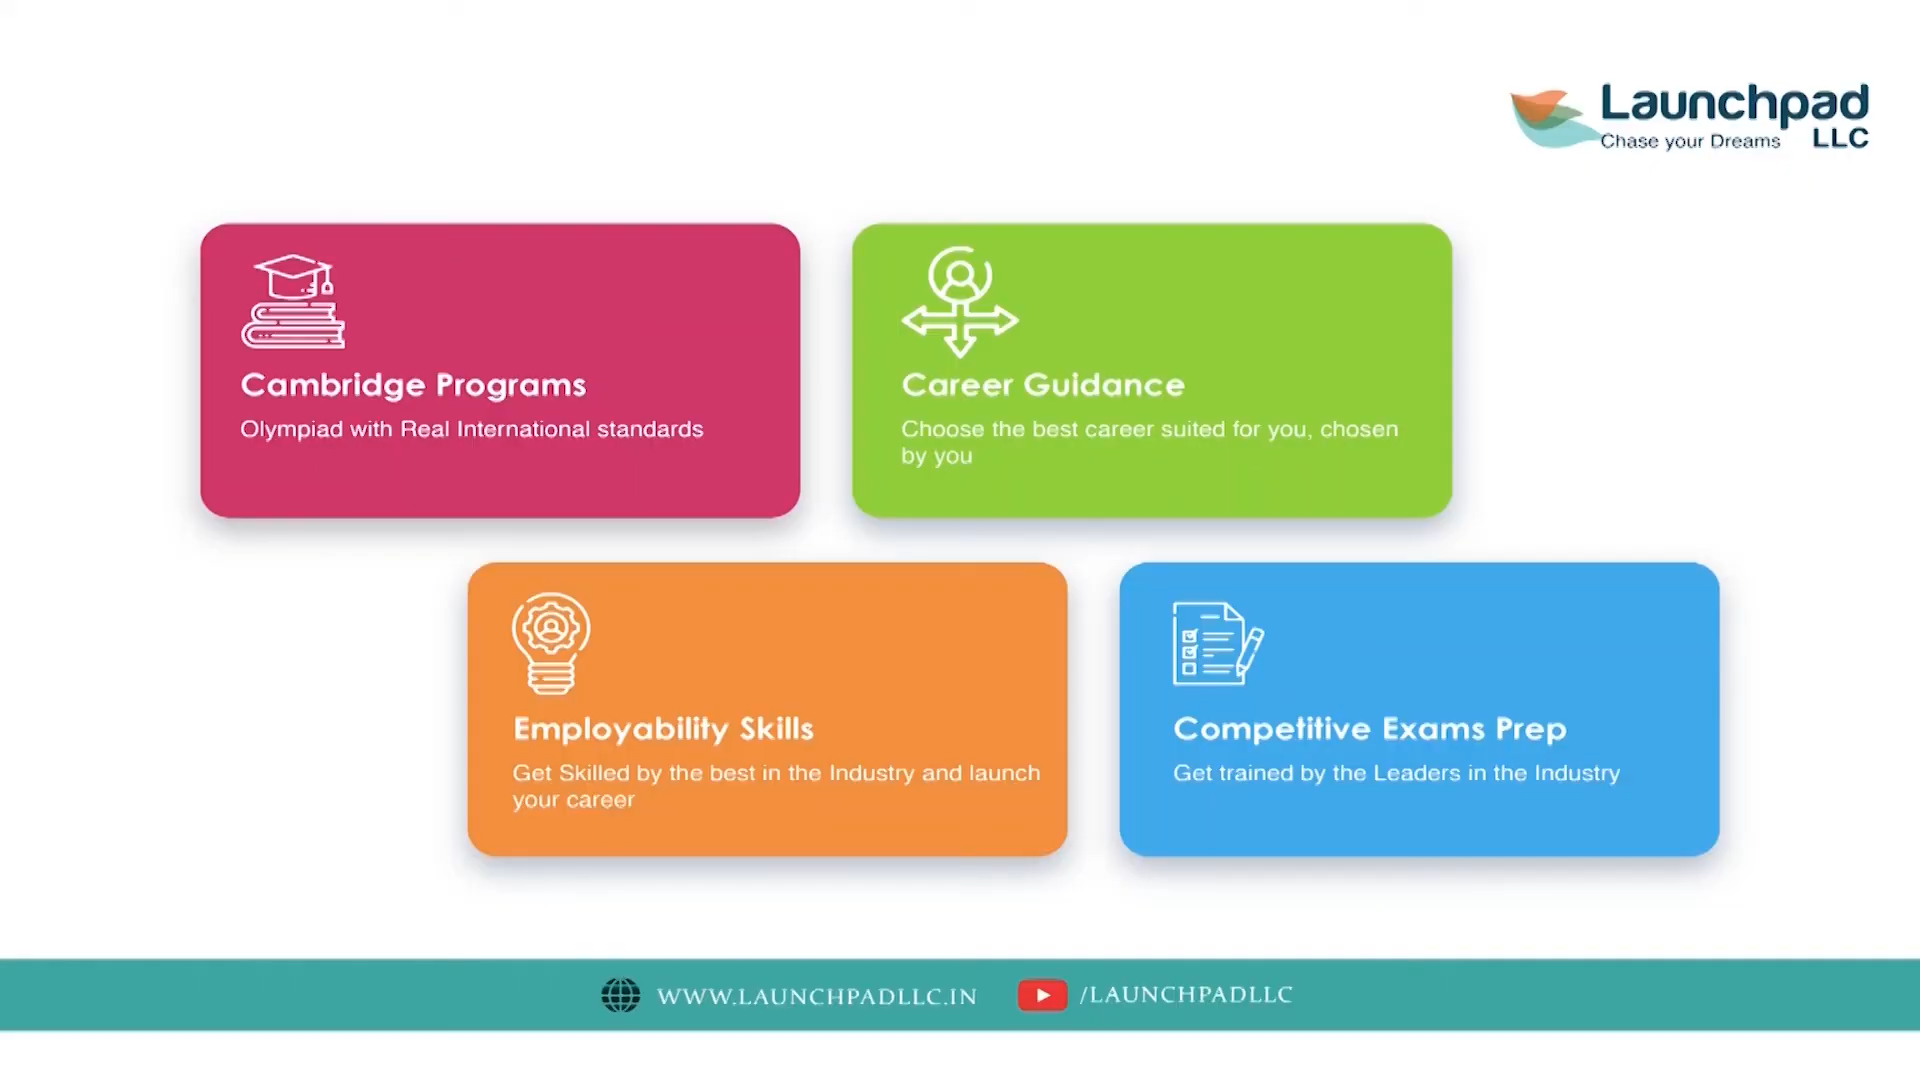 Launchpad
Chase your Dreams LLC
Cambridge Programs
Olympiad with Real International standards
Career Guidance
Choose the best career suited for you, chosen
by you
Employability Skills
Get Skilled by the best in the Industry and launch
your career
Competitive Exams Prep
Get trained by the Leaders in the Industry
WWW.LAUNCHPADLLC.IN /LAUNCHPADLLC